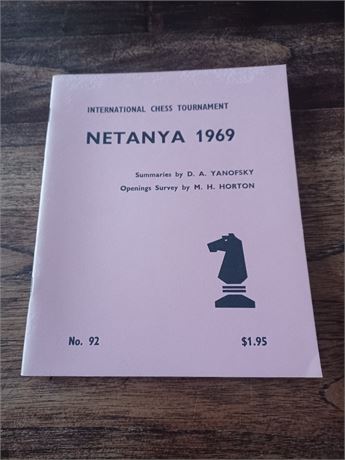 INTERNATIONAL CHESS TOURNAMENT
NETANYA 1969
Summaries by D. A. YANOFSKY
Openings Survey by M. H. HORTON
No. 92
$1.95